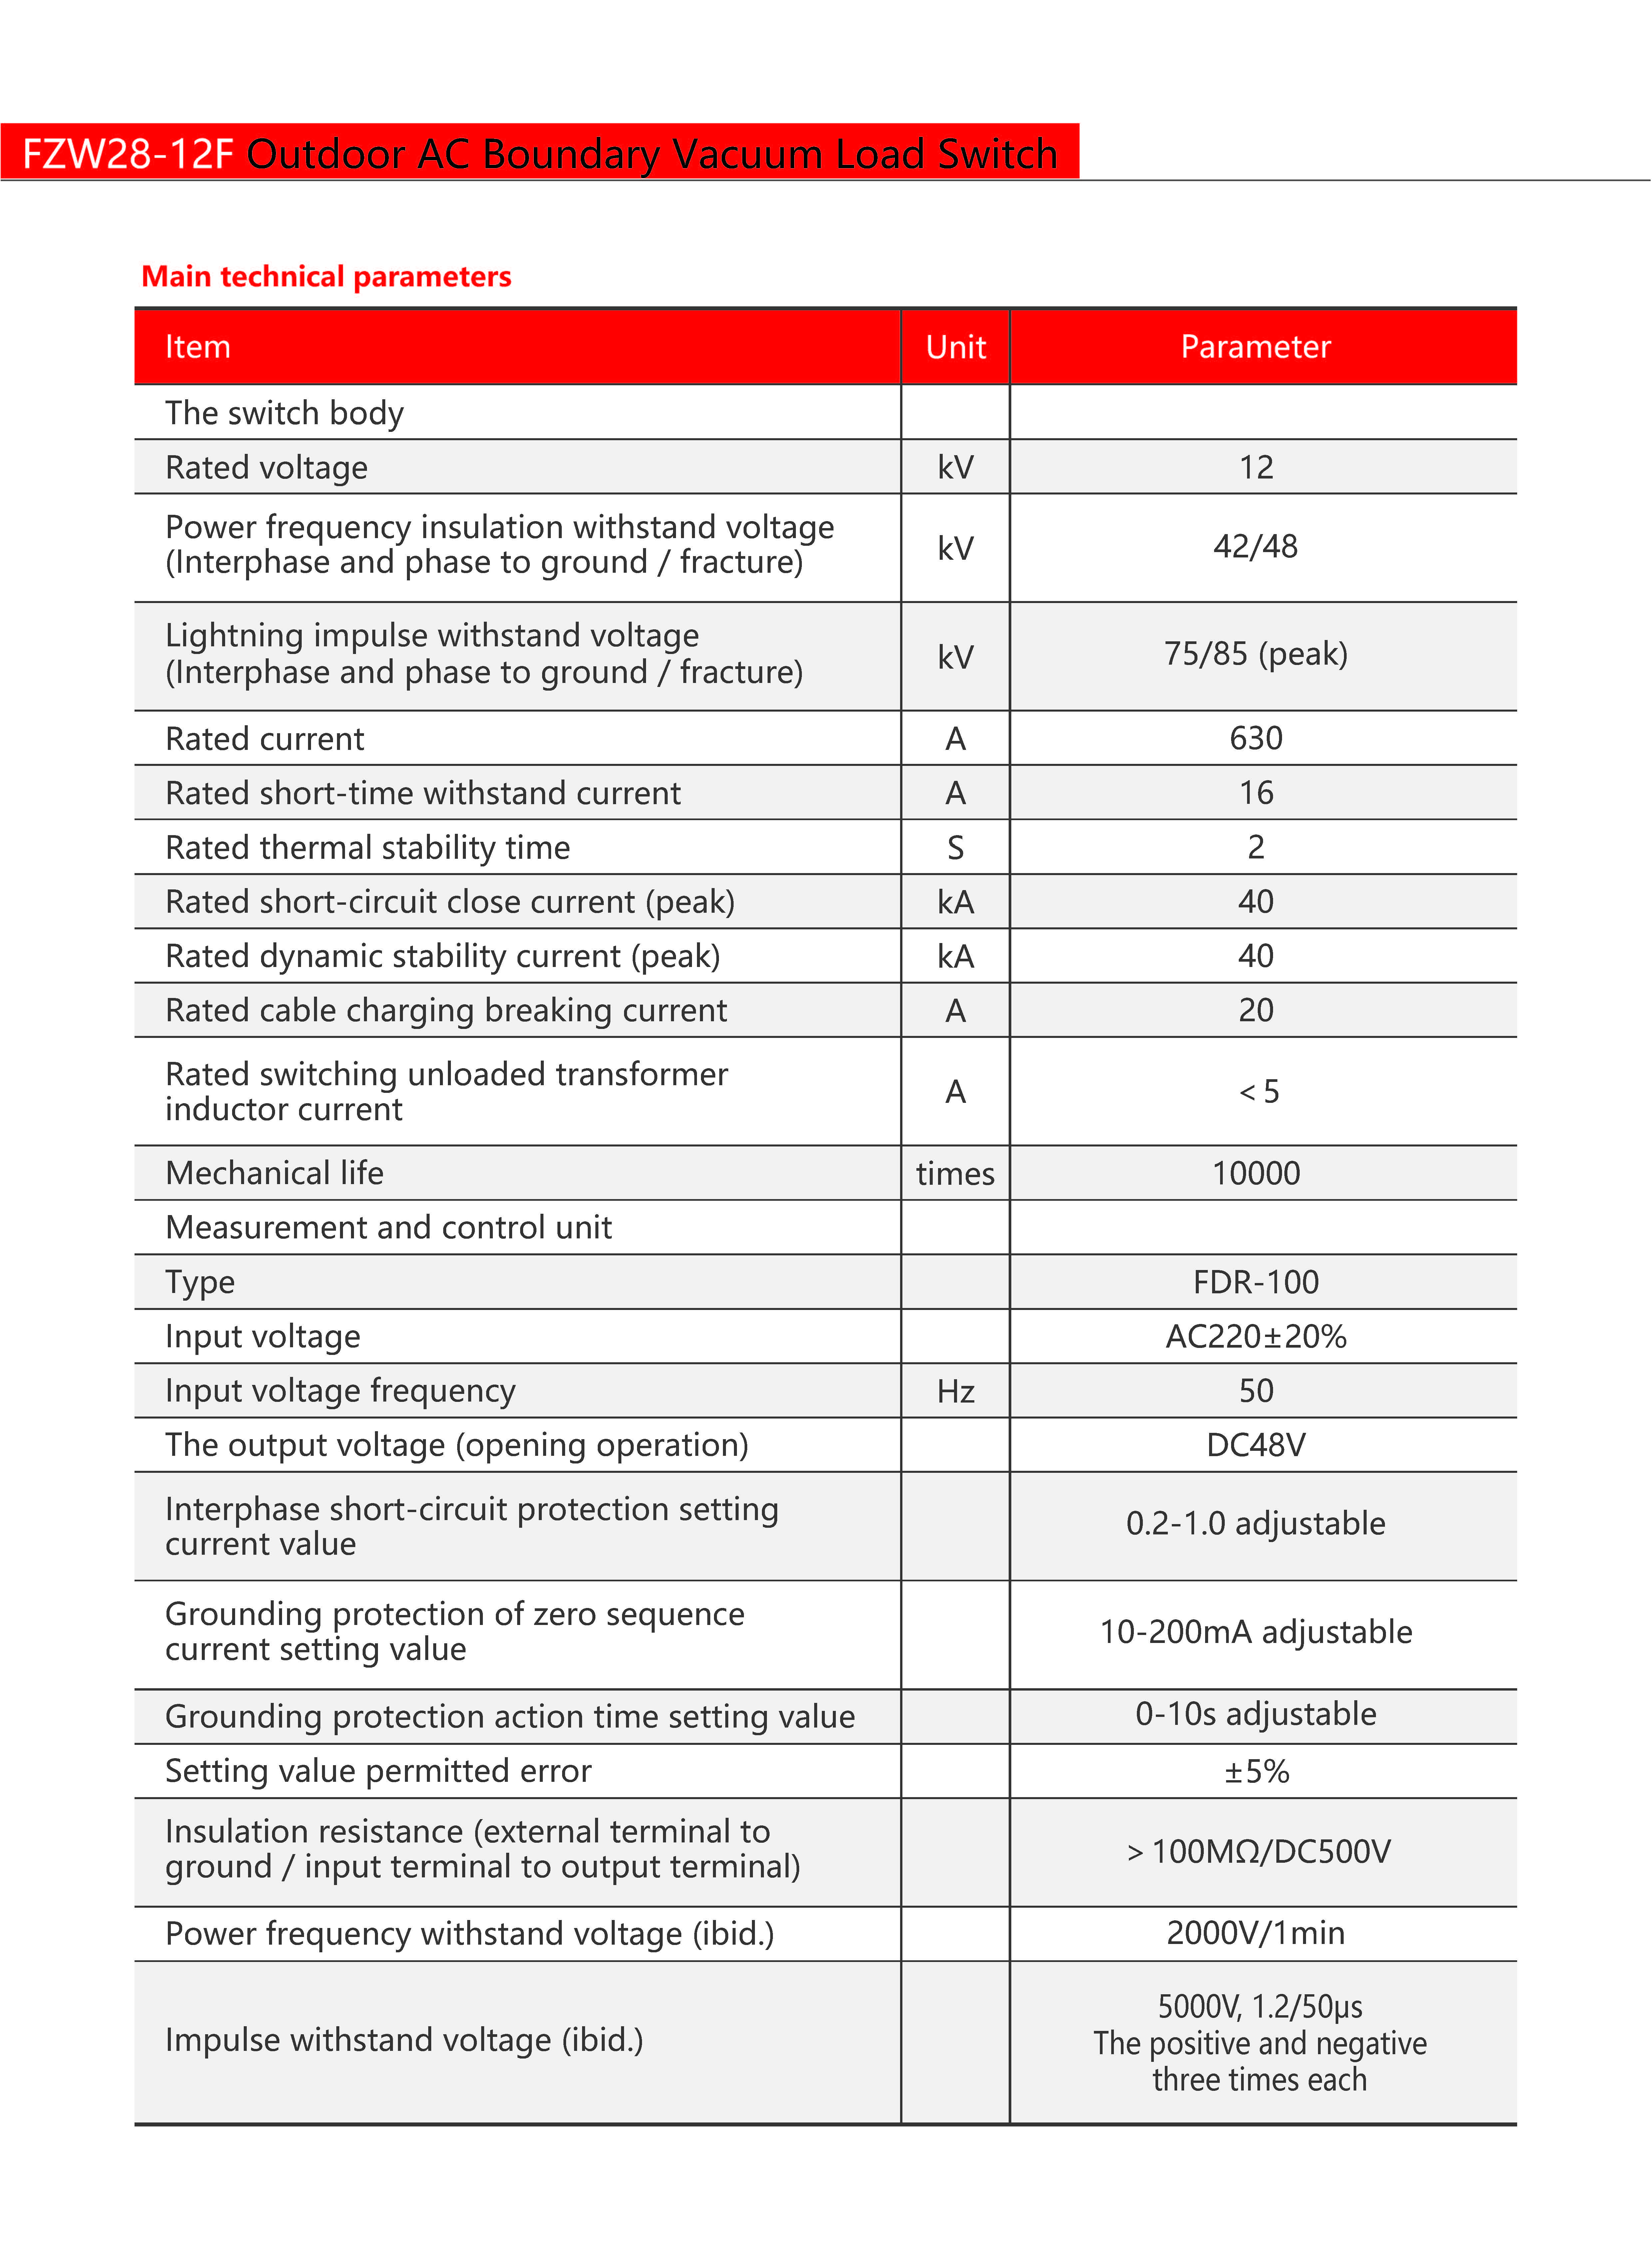 FZW28-12F Outdoor AC Boundary Vacuum Load Switch
Main technical parameters
Item Unit Parameter
The switch body
Rated voltage kV 12
Power frequency insulation withstand voltage
(Interphase and phase to ground / fracture) kV 42/48
Lightning impulse withstand voltage
(Interphase and phase to ground / fracture) kV 75/85 (peak)
Rated current A 630
Rated short-time withstand current A 16
Rated thermal stability time S 2
Rated short-circuit close current (peak) kA 40
Rated dynamic stability current (peak) kA 40
Rated cable charging breaking current A 20
Rated switching unloaded transformer
inductor current A < 5
Mechanical life times 10000
Measurement and control unit
Type FDR-100
Input voltage AC220±20%
Input voltage frequency Hz 50
The output voltage (opening operation) DC48V
Interphase short-circuit protection setting
current value 0.2-1.0 adjustable
Grounding protection of zero sequence
current setting value 10-200mA adjustable
Grounding protection action time setting value 0-10s adjustable
Setting value permitted error ±5%
Insulation resistance (external terminal to
ground / input terminal to output terminal) > 100MΩ/DC500V
Power frequency withstand voltage (ibid.) 2000V/1min
Impulse withstand voltage (ibid.) 5000V, 1.2/50μs
The positive and negative
three times each